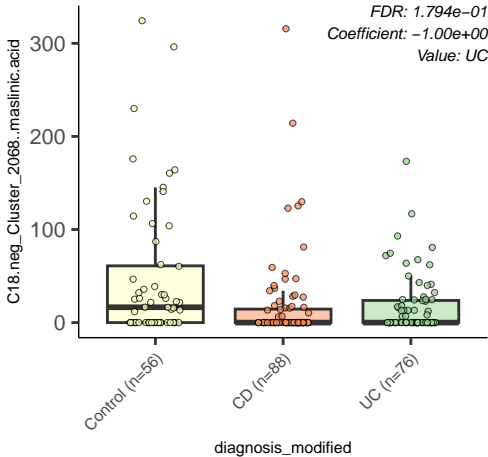 FDR: 1.794e−01
Coefficient: −1.00e+00
Value: UC
C18.neg_Cluster_2068..maslinic.acid
300
200
100
0
Control (n=56)
CD (n=88)
UC (n=76)
diagnosis_modified